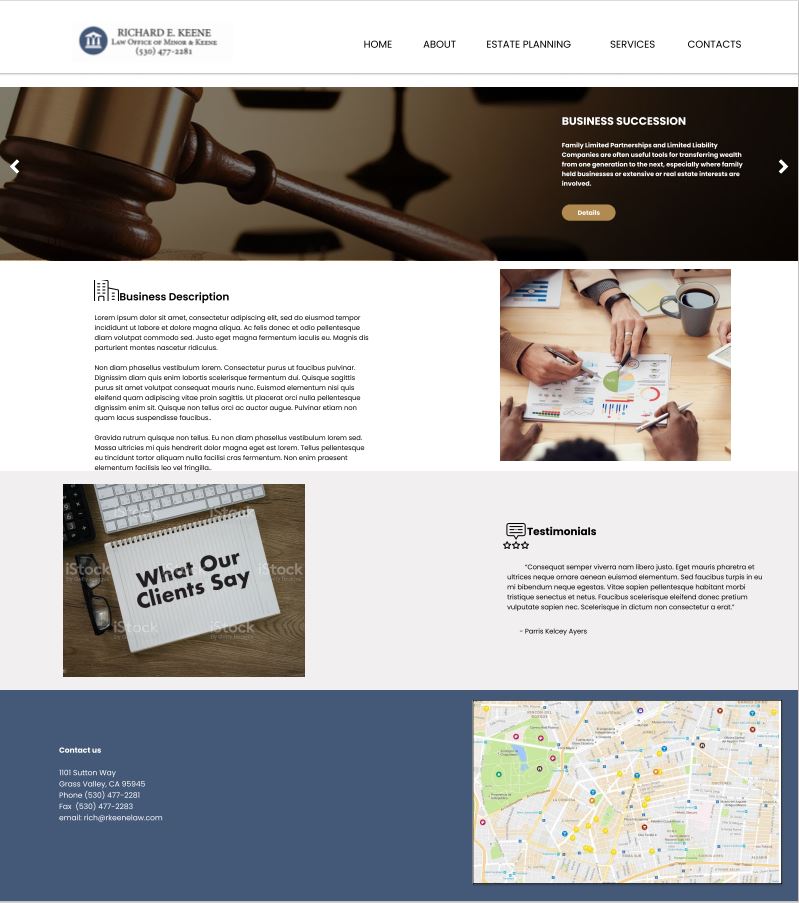 RICHARD E. KEENE
LAW OFFICE OF MINOR & KEENE
(530) 477-2281
HOME ABOUT ESTATE PLANNING SERVICES CONTACTS
BUSINESS SUCCESSION
Family Limited Partnerships and Limited Liability
Companies are often useful tools for transferring wealth
from one generation to the next, especially where family
held businesses or extensive or real estate interests are
involved.
Details
Business Description
Lorem ipsum dolor sit amet, consectetur adipiscing elit, sed do eiusmod tempor
incididunt ut labore et dolore magna aliqua. Ac felis donec et odio pellentesque
diam volutpat commodo sed. Justo eget magna fermentum iaculis eu. Magnis dis
parturient montes nascetur ridiculus.
Non diam phasellus vestibulum lorem. Consectetur purus ut faucibus pulvinar.
Dignissim diam quis enim lobortis scelerisque fermentum dui. Quisque sagittis
purus sit amet volutpat consequat mauris nunc. Euismod elementum nisi quis
eleifend quam adipiscing vitae proin sagittis. Ut placerat orci nulla pellentesque
dignissim enim sit. Quisque non tellus orci ac auctor augue. Pulvinar etiam non
quam lacus suspendisse faucibus..
Gravida rutrum quisque non tellus. Eu non diam phasellus vestibulum lorem sed.
Massa ultricies mi quis hendrerit dolor magna eget est lorem. Tellus pellentesque
eu tincidunt tortor aliquam nulla facilisi cras fermentum. Non enim praesent
elementum facilisis leo vel fringilla..
What Our
Clients Say
iStock
iStock
iStock
iStock
Testimonials
“Consequat semper viverra nam libero justo. Eget mauris pharetra et
ultrices neque ornare aenean euismod elementum. Sed faucibus turpis in eu
mi bibendum neque egestas. Vitae sapien pellentesque habitant morbi
tristique senectus et netus. Faucibus scelerisque eleifend donec pretium
vulputate sapien nec. Scelerisque in dictum non consectetur a erat.”
- Parris Kelcey Ayers
Contact us
1101 Sutton Way
Grass Valley, CA 95945
Phone (530) 477-2281
Fax (530) 477-2283
email: rich@rkeenelaw.com